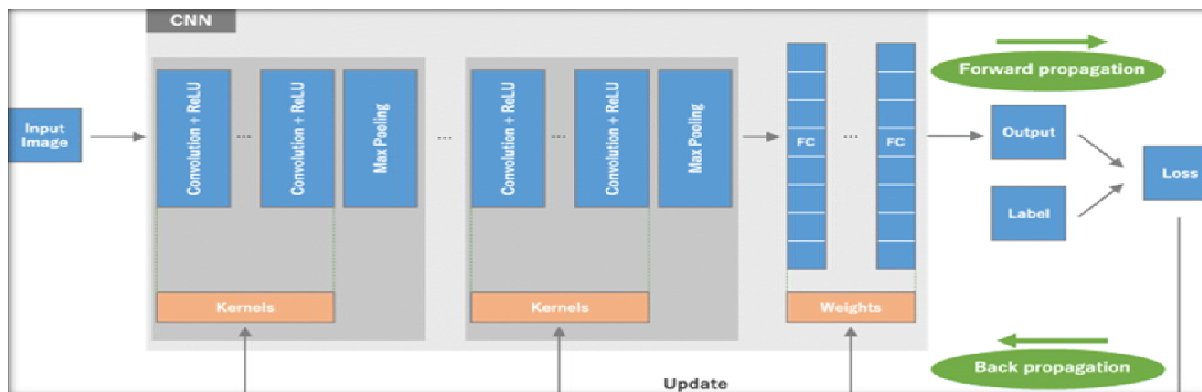 CNN
Input
Image
Convolution + ReLU
...
Convolution + ReLU
Max Pooling
...
Convolution + ReLU
...
Convolution + ReLU
Max Pooling
FC
...
FC
Kernels
Kernels
Weights
Forward propagation
Output
Label
Loss
Back propagation
Update